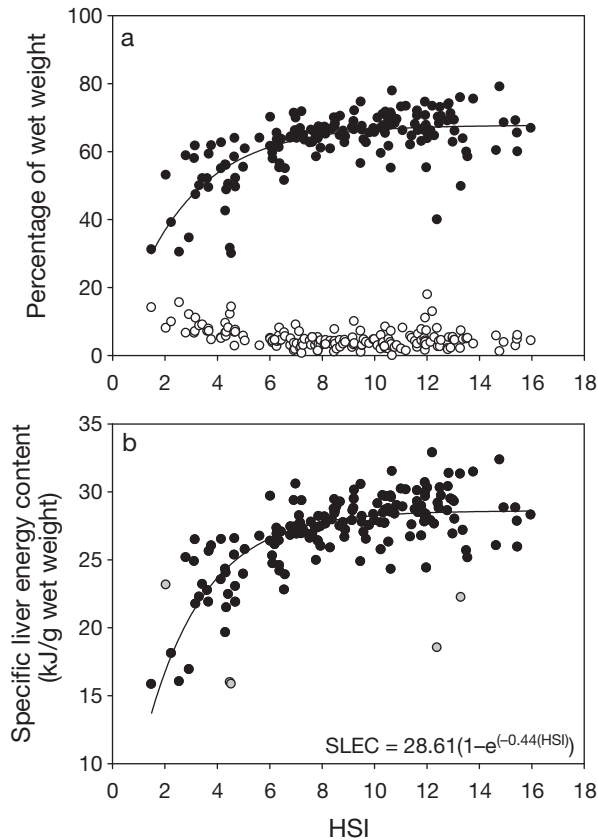 a
Percentage of wet weight
100
80
60
40
20
0
0 2 4 6 8 10 12 14 16 18
b
Specific liver energy content
(kJ/g wet weight)
35
30
25
20
15
10
SLEC = 28.61(1–e(–0.44(HSI))
0 2 4 6 8 10 12 14 16 18
HSI